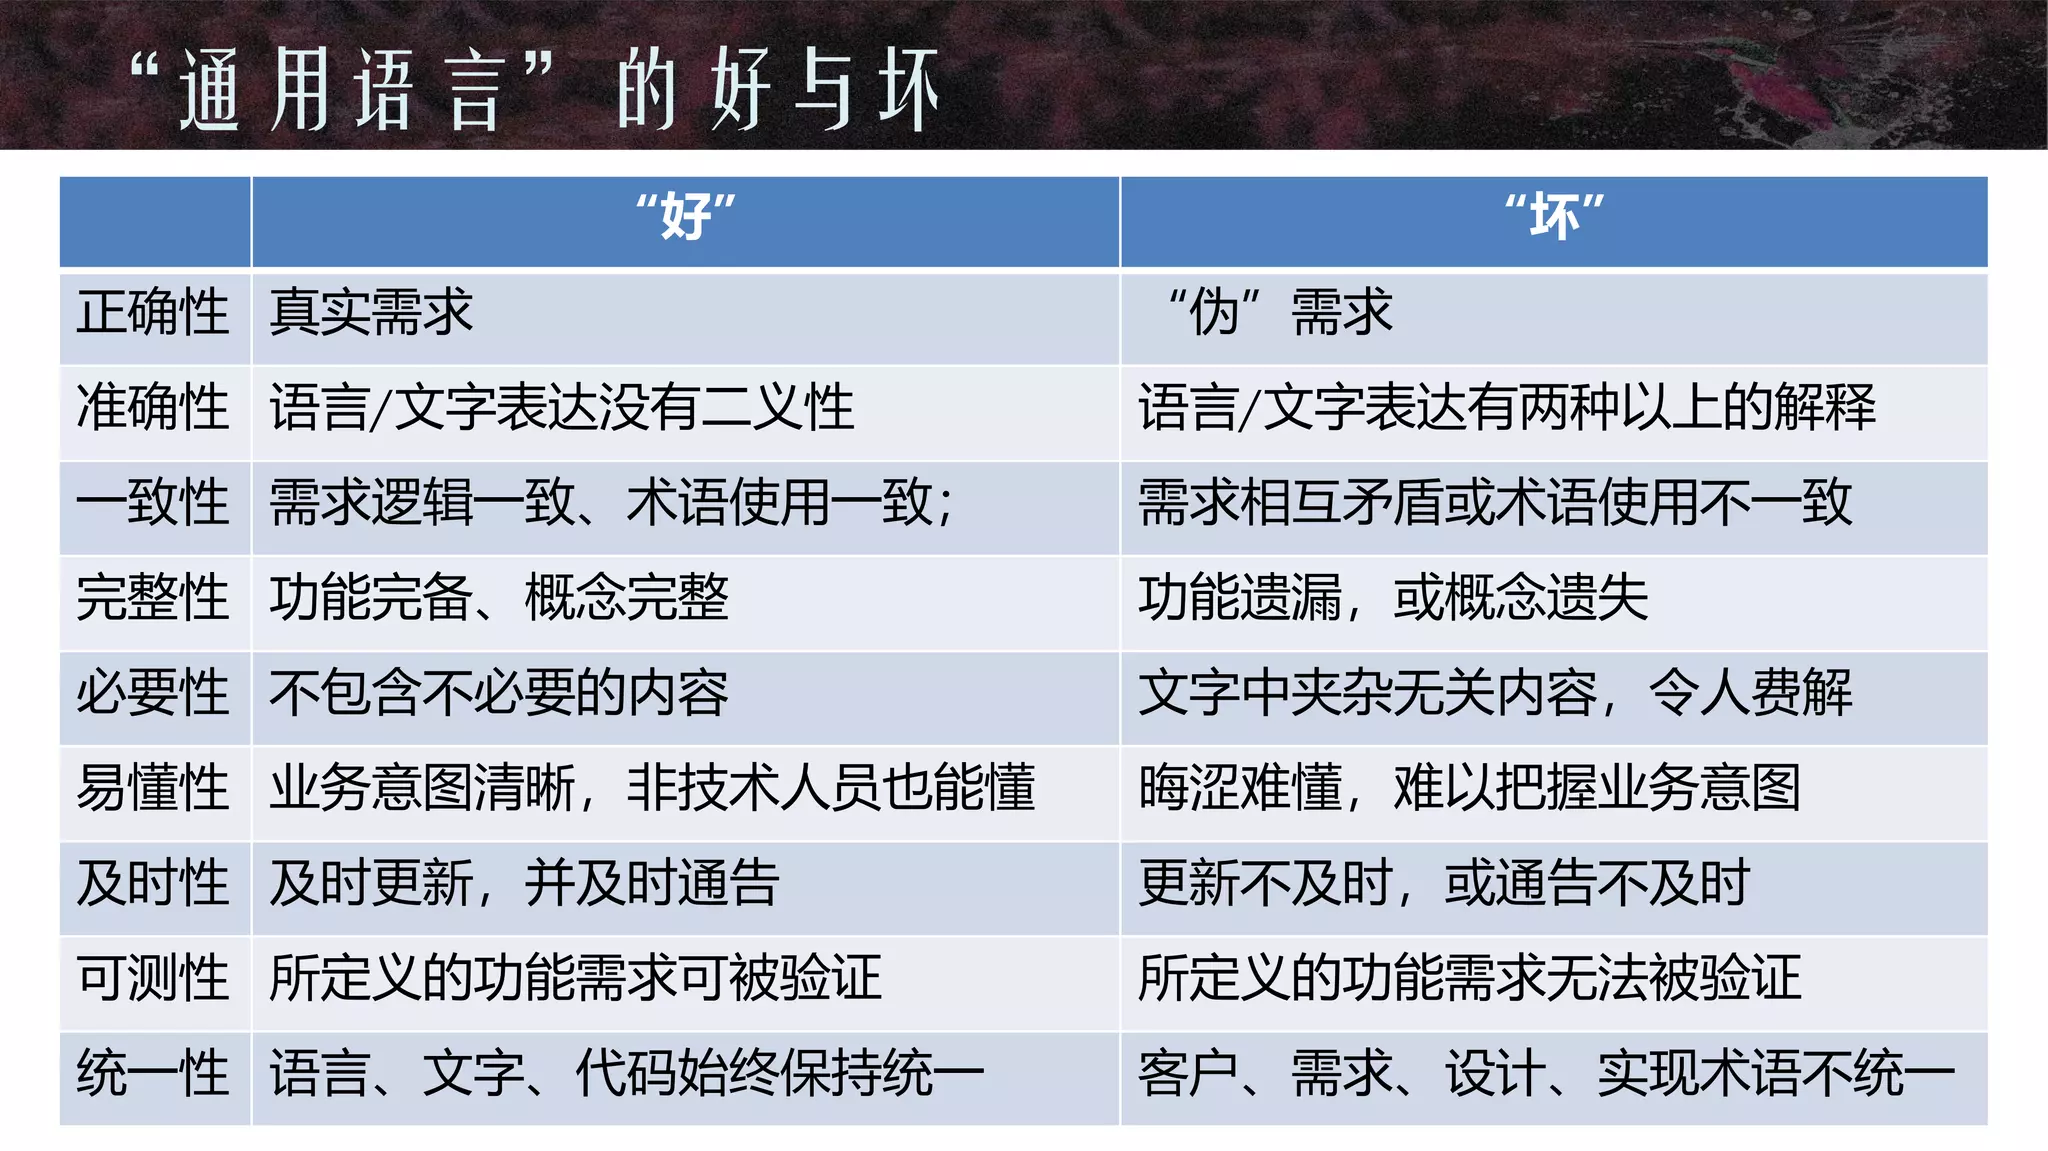 “通用语言”的好与坏
“好” “坏”
正确性 真实需求 “伪”需求
准确性 语言/文字表达没有二义性 语言/文字表达有两种以上的解释
一致性 需求逻辑一致、术语使用一致； 需求相互矛盾或术语使用不一致
完整性 功能完备、概念完整 功能遗漏，或概念遗失
必要性 不包含不必要的内容 文字中夹杂无关内容，令人费解
易懂性 业务意图清晰，非技术人员也能懂 晦涩难懂，难以把握业务意图
及时性 及时更新，并及时通告 更新不及时，或通告不及时
可测性 所定义的功能需求可被验证 所定义的功能需求无法被验证
统一性 语言、文字、代码始终保持统一 客户、需求、设计、实现术语不统一